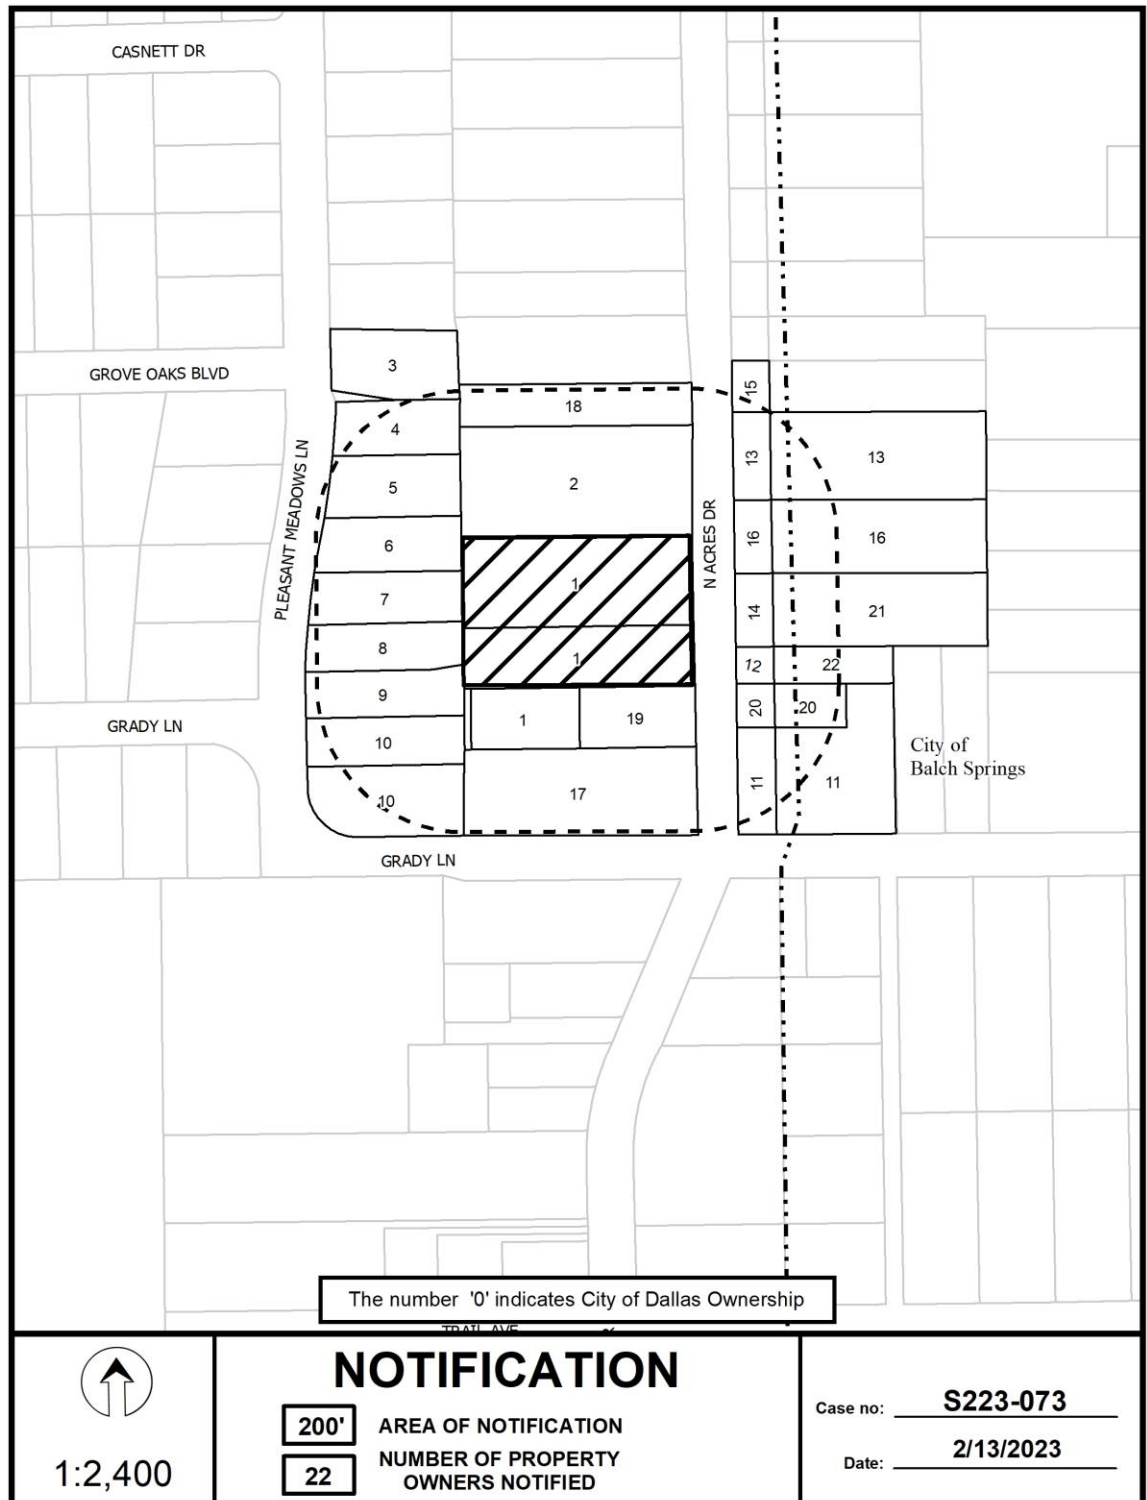 CASNETT DR
GROVE OAKS BLVD
3
15
18
4
13
13
PLEASANT MEADOWS LN
5
2
N ACRES DR
6
16
16
1
7
14
21
8
1
12
22
9
1
19
20
20
GRADY LN
10
City of
Balch Springs
10
17
11
11
GRADY LN
The number '0' indicates City of Dallas Ownership
TRAIL AVE
1:2,400
NOTIFICATION
200' AREA OF NOTIFICATION
22 NUMBER OF PROPERTY
OWNERS NOTIFIED
Case no: S223-073
Date: 2/13/2023